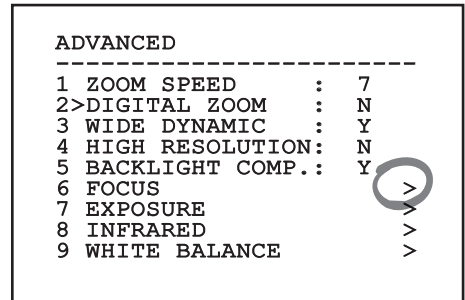 ADVANCED
------------------------
1 ZOOM SPEED : 7
2>DIGITAL ZOOM : N
3 WIDE DYNAMIC : Y
4 HIGH RESOLUTION: N
5 BACKLIGHT COMP.: Y
6 FOCUS >
7 EXPOSURE >
8 INFRARED >
9 WHITE BALANCE >